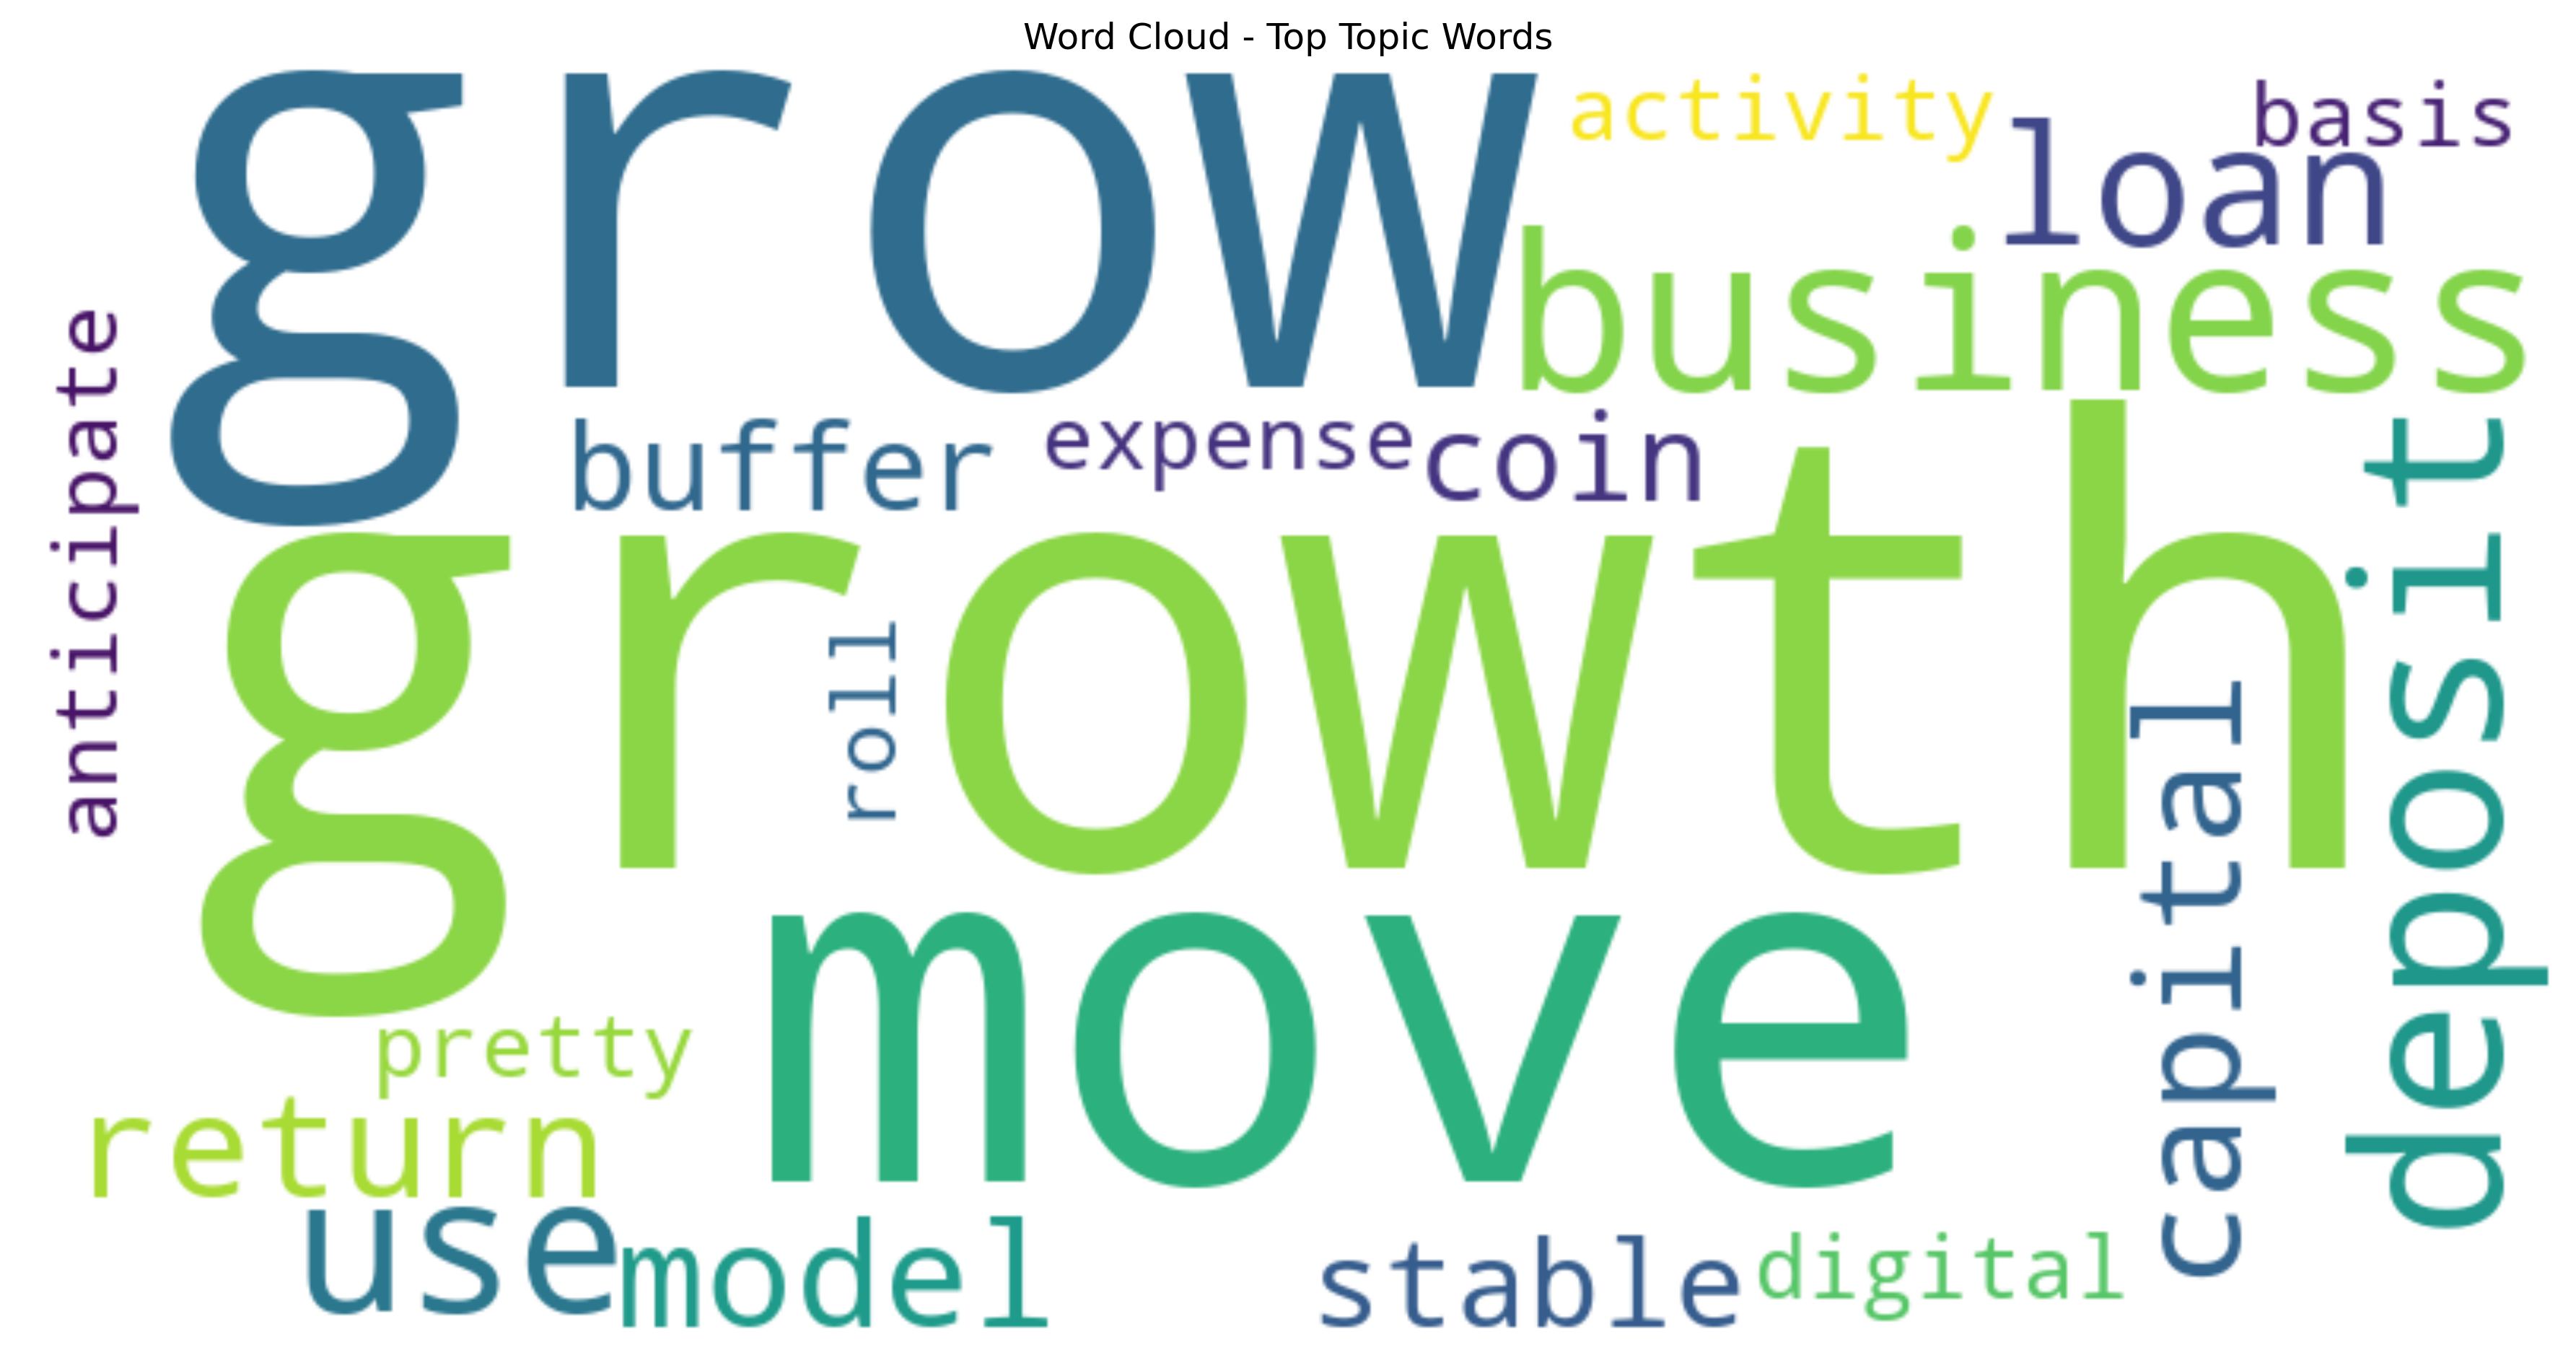 Word Cloud - Top Topic Words
grow
activity
basis
loan
business
anticipate
buffer
expense
coin
growth
roll
deposit
capital
move
pretty
return
use
model
stable
digital